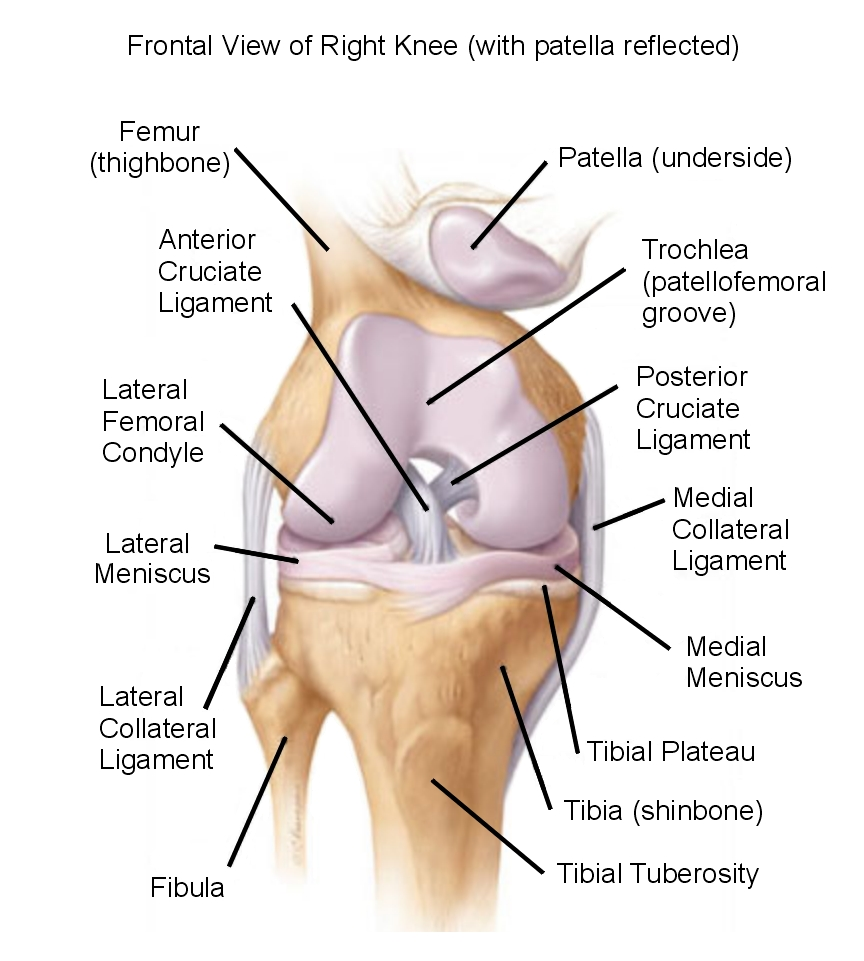 Frontal View of Right Knee (with patella reflected)
Femur
(thighbone)
Patella (underside)
Anterior
Cruciate
Ligament
Trochlea
(patellofemoral
groove)
Lateral
Femoral
Condyle
Posterior
Cruciate
Ligament
Medial
Collateral
Ligament
Lateral
Meniscus
Medial
Meniscus
Lateral
Collateral
Ligament
Tibial Plateau
Tibia (shinbone)
Tibial Tuberosity
Fibula